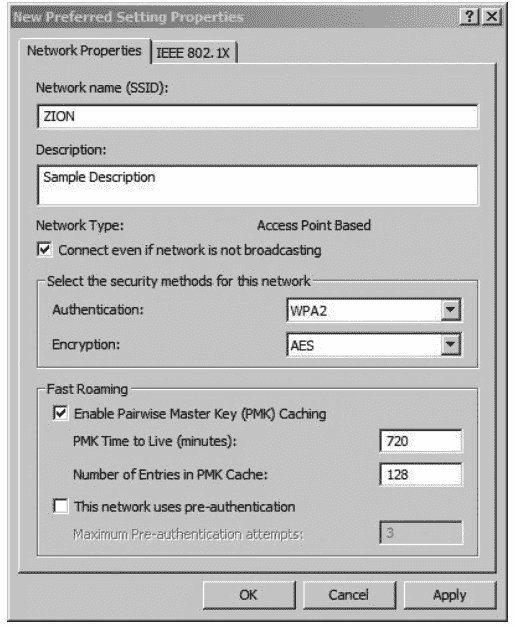 New Preferred Setting Properties
Network Properties IEEE 802.1X
Network name (SSID):
ZION
Description:
Sample Description
Network Type: Access Point Based
Connect even if network is not broadcasting
Select the security methods for this network
Authentication: WPA2
Encryption: AES
Fast Roaming
Enable Pairwise Master Key (PMK) Caching
PMK Time to Live (minutes): 720
Number of Entries in PMK Cache: 128
This network uses pre-authentication
Maximum Pre-authentication attempts: 3
OK Cancel Apply